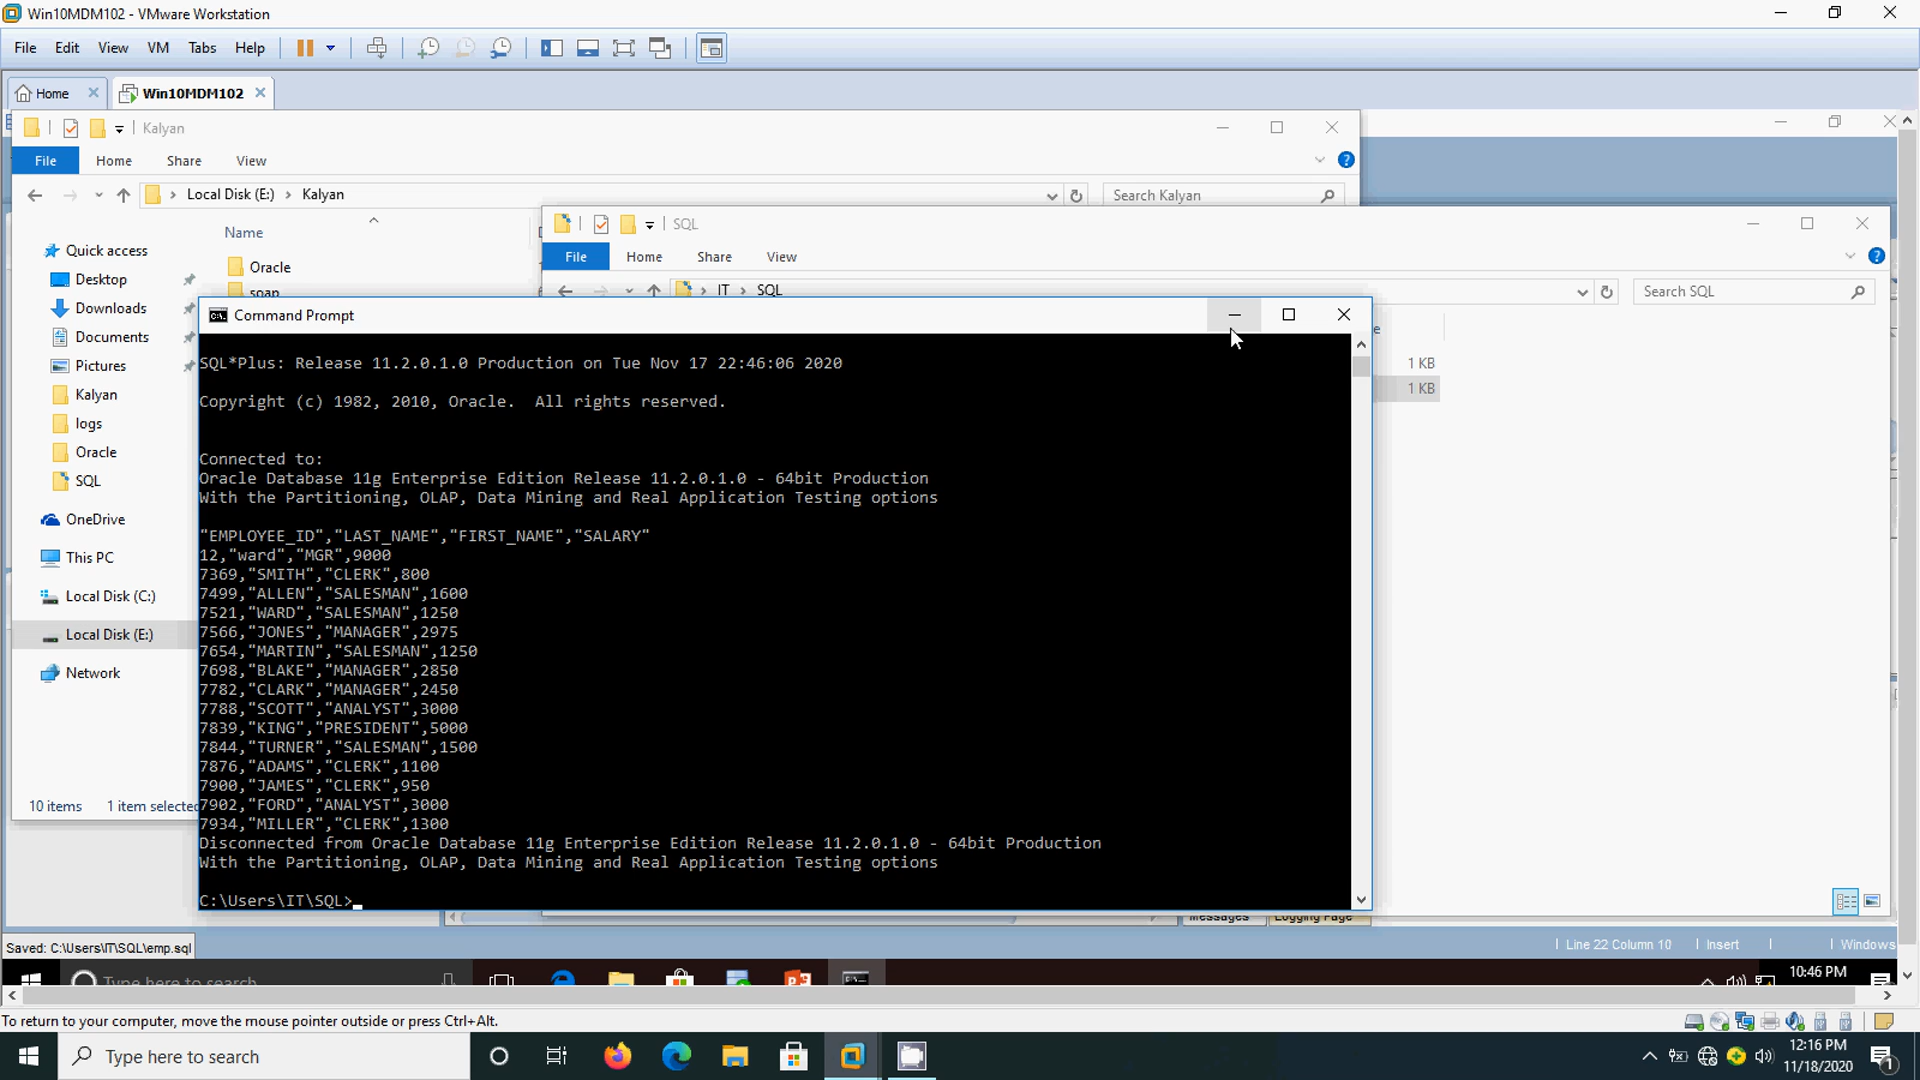 Win10MDM102 - VMware Workstation
File Edit View VM Tabs Help
Home Win10MDM102
Kalyan
File Home Share View
Local Disk (E:) Kalyan
Search Kalyan
SQL
File Home Share View
IT SQL
Search SQL
Name
Quick access
Desktop
Downloads
Documents
Pictures
Kalyan
logs
Oracle
SQL
OneDrive
This PC
Local Disk (C:)
Local Disk (E:)
Network
10 items 1 item selected
Oracle
soap
1 KB
1 KB
Command Prompt
SQL*Plus: Release 11.2.0.1.0 Production on Tue Nov 17 22:46:06 2020
Copyright (c) 1982, 2010, Oracle.  All rights reserved.
Connected to:
Oracle Database 11g Enterprise Edition Release 11.2.0.1.0 - 64bit Production
With the Partitioning, OLAP, Data Mining and Real Application Testing options
"EMPLOYEE_ID","LAST_NAME","FIRST_NAME","SALARY"
12,"ward","MGR",9000
7369,"SMITH","CLERK",800
7499,"ALLEN","SALESMAN",1600
7521,"WARD","SALESMAN",1250
7566,"JONES","MANAGER",2975
7654,"MARTIN","SALESMAN",1250
7698,"BLAKE","MANAGER",2850
7782,"CLARK","MANAGER",2450
7788,"SCOTT","ANALYST",3000
7839,"KING","PRESIDENT",5000
7844,"TURNER","SALESMAN",1500
7876,"ADAMS","CLERK",1100
7900,"JAMES","CLERK",950
7902,"FORD","ANALYST",3000
7934,"MILLER","CLERK",1300
Disconnected from Oracle Database 11g Enterprise Edition Release 11.2.0.1.0 - 64bit Production
With the Partitioning, OLAP, Data Mining and Real Application Testing options
C:\Users\IT\SQL>
Messages Logging Page
Saved: C:\Users\IT\SQL\emp.sql
Line 22 Column 10 Insert Windows
Type here to search
10:46 PM
To return to your computer, move the mouse pointer outside or press Ctrl+Alt.
Type here to search
12:16 PM
11/18/2020
1